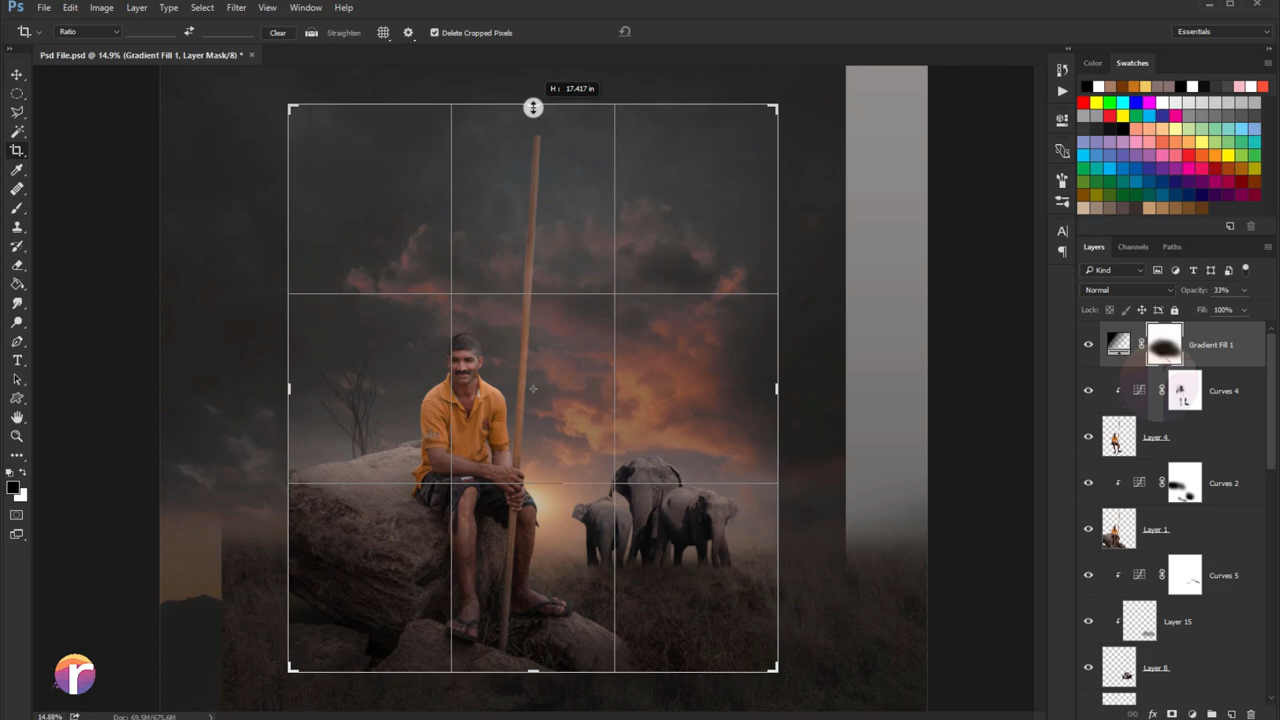 Ps File Edit Image Layer Type Select Filter View Window Help
Ratio Clear Straighten Delete Cropped Pixels Essentials
Psd File.psd @ 14.9% (Gradient Fill 1, Layer Mask/8) * ×
H : 17.417 in
Color Swatches
A|
Layers Channels Paths
Kind T
Normal Opacity: 33%
Lock: Fill: 100%
Gradient Fill 1
Curves 4
Layer 4
Curves 2
Layer 1
Curves 5
Layer 15
Layer 8
T
r
14.88% Doc: 69.5M/675.6M
fx